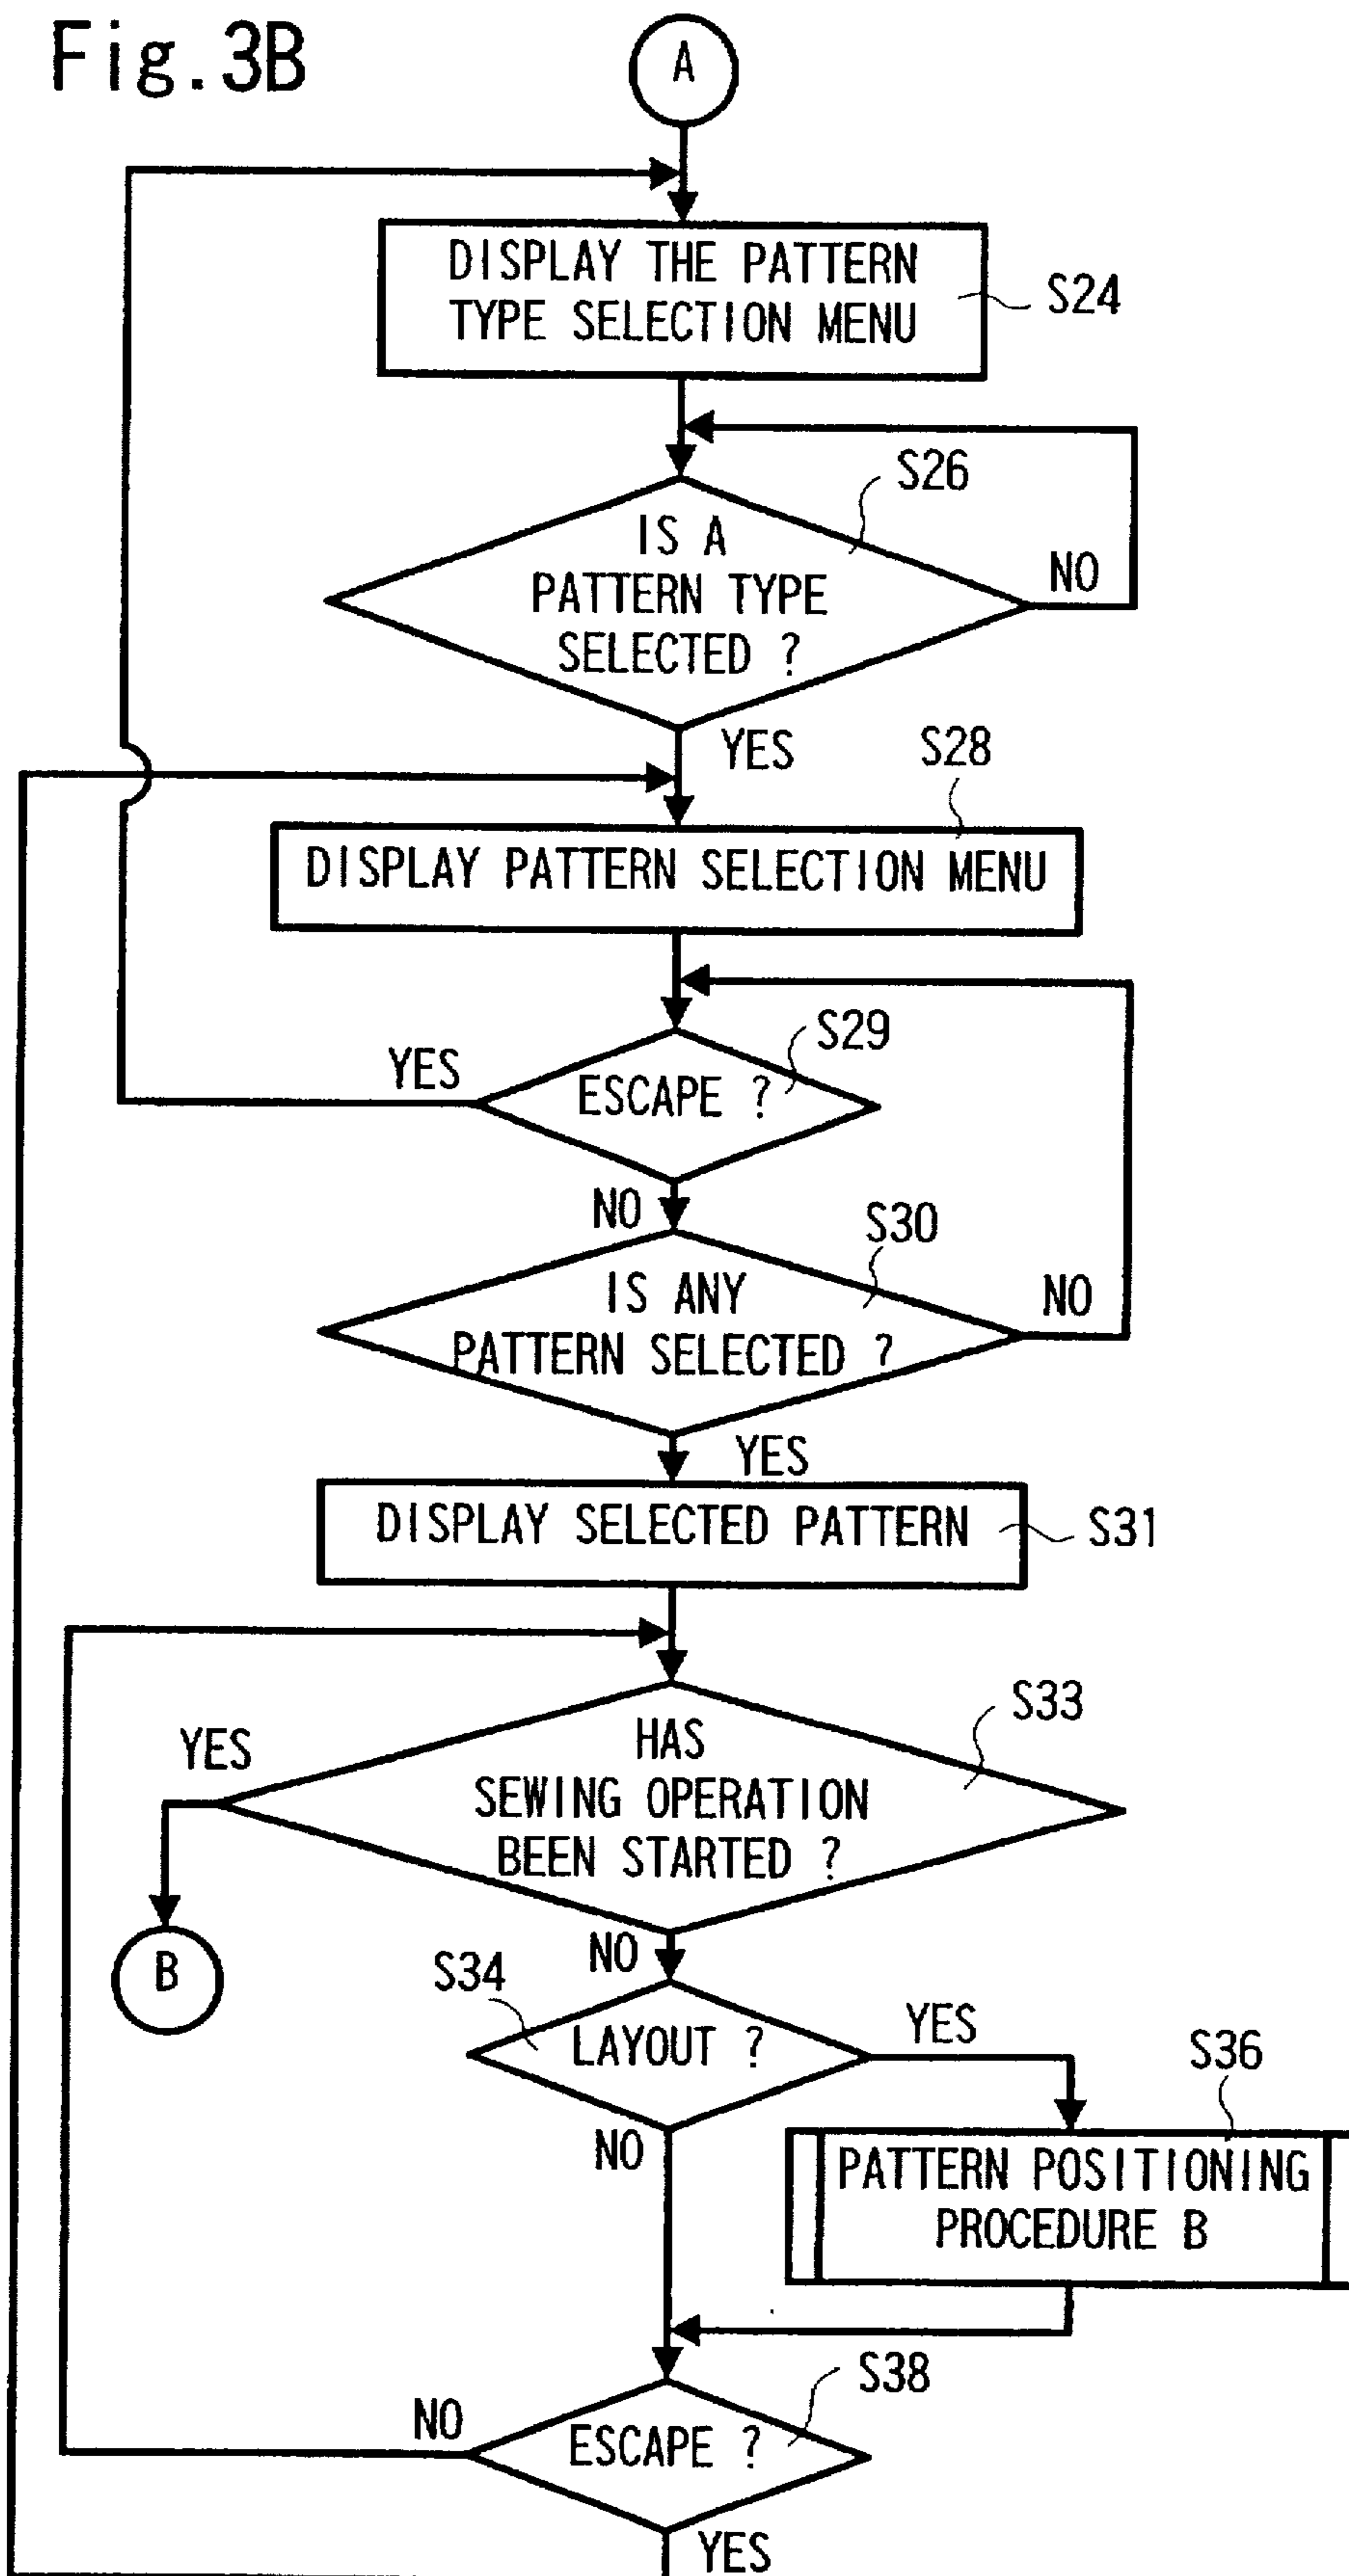 Fig.3B
A
DISPLAY THE PATTERN
TYPE SELECTION MENU
S24
S26
IS A
PATTERN TYPE
SELECTED ?
NO
YES
S28
DISPLAY PATTERN SELECTION MENU
S29
YES
ESCAPE ?
NO
S30
IS ANY
PATTERN SELECTED ?
NO
YES
DISPLAY SELECTED PATTERN
S31
S33
YES
HAS
SEWING OPERATION
BEEN STARTED ?
B
NO
S34
LAYOUT ?
YES
S36
NO
PATTERN POSITIONING
PROCEDURE B
S38
NO
ESCAPE ?
YES